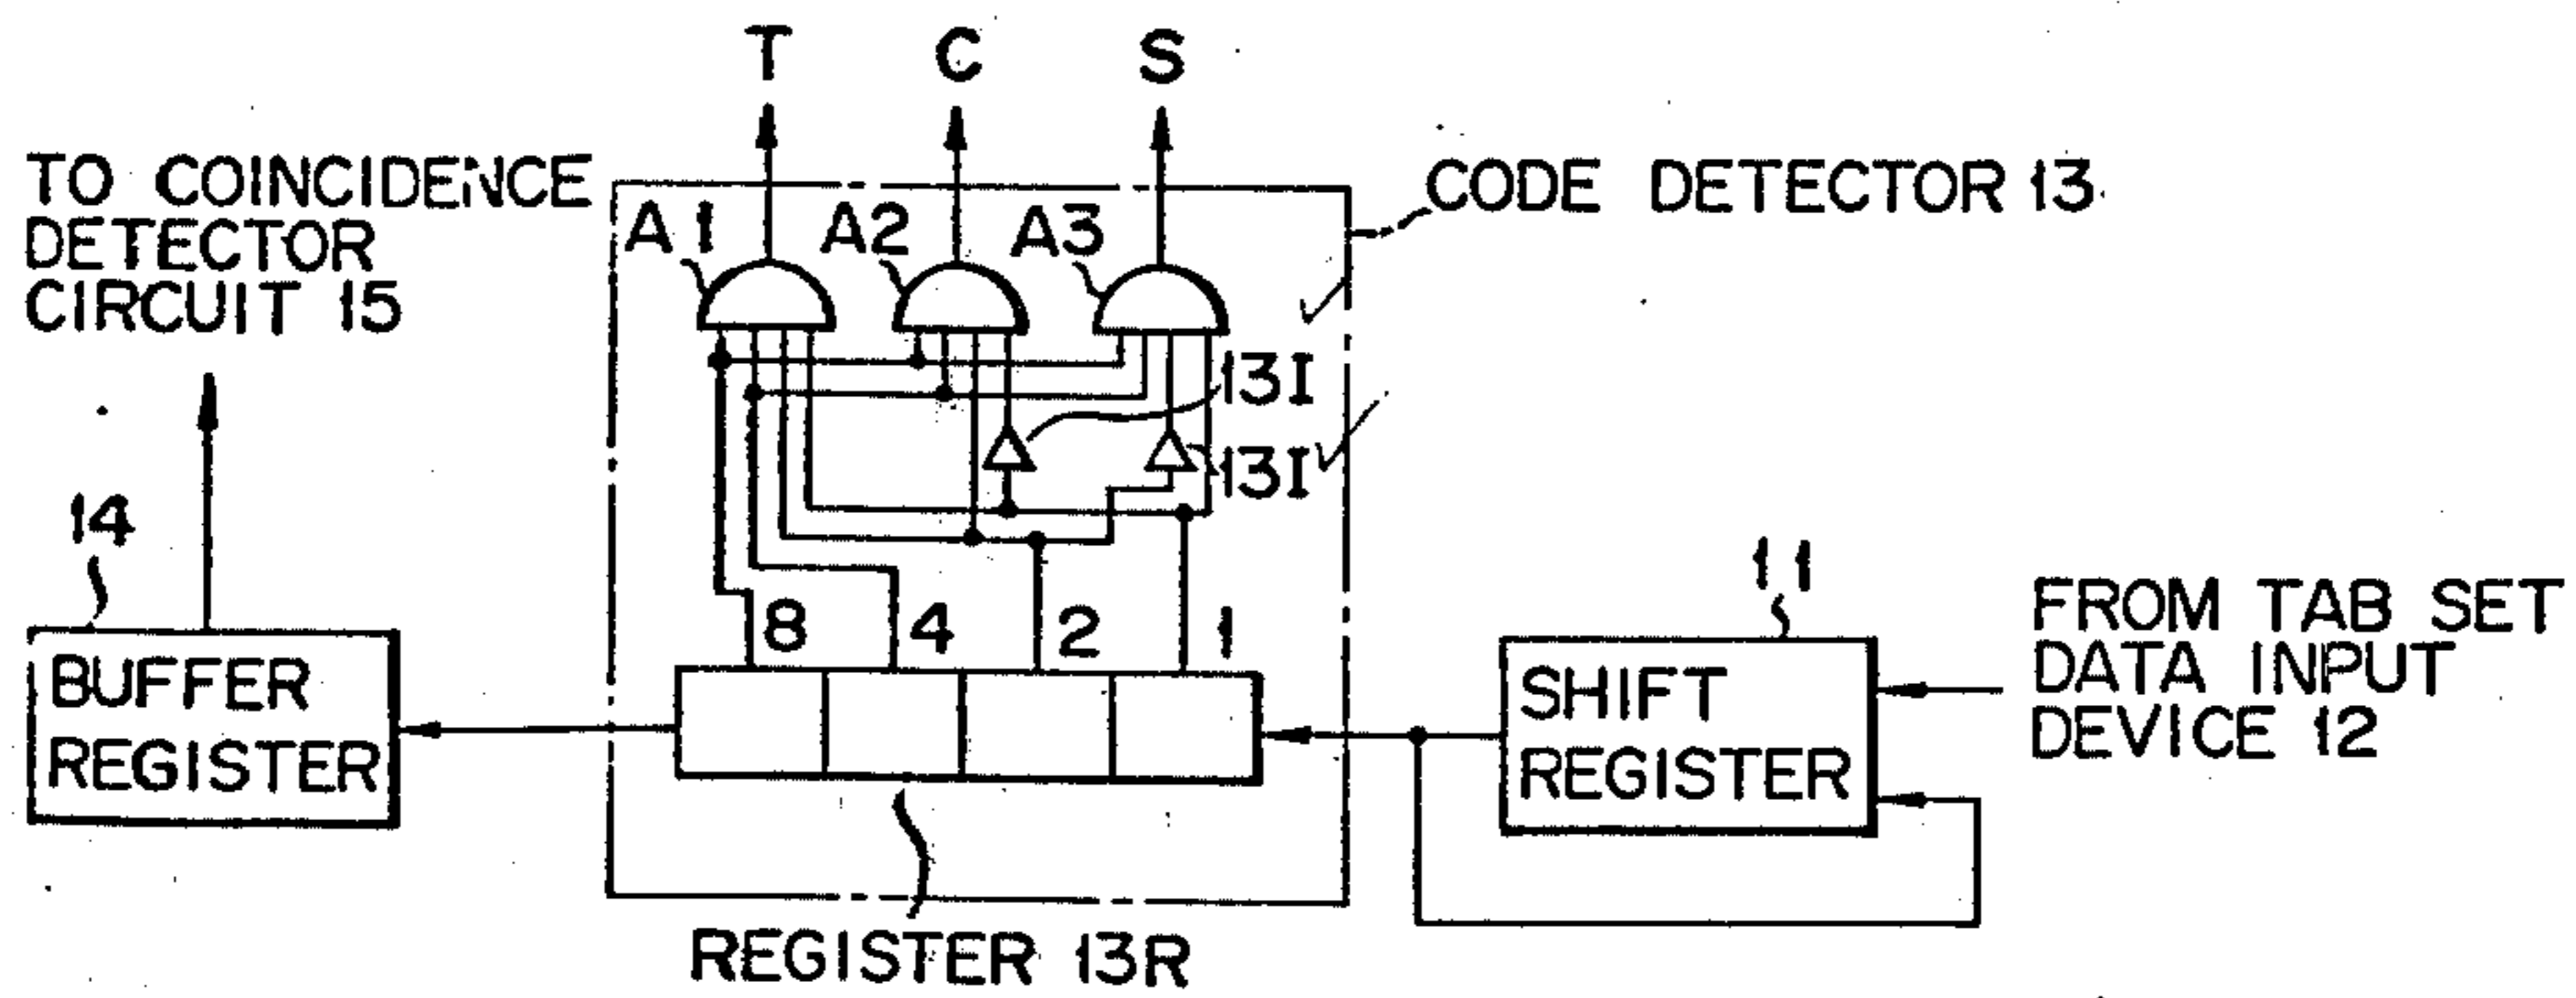 T C S
TO COINCIDENCE
DETECTOR
CIRCUIT 15
CODE DETECTOR 13
A1 A2 A3
13I
13I
14
11
8 4 2 1
BUFFER
REGISTER
SHIFT
REGISTER
FROM TAB SET
DATA INPUT
DEVICE 12
REGISTER 13R